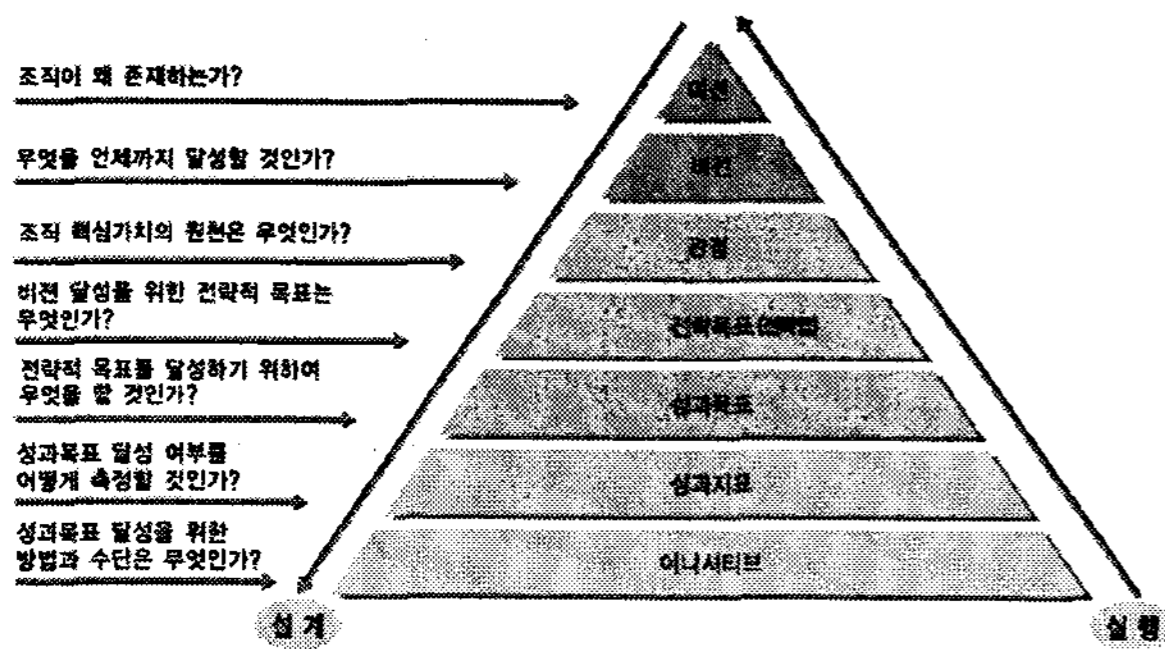 조직이 왜 존재하는가?
미션
무엇을 언제까지 달성할 것인가?
비전
조직 핵심가치의 원천은 무엇인가?
관점
비젼 달성을 위한 전략적 목표는
무엇인가?
전략목표
전략적 목표를 달성하기 위하여
무엇을 할 것인가?
성과목표
성과목표 달성 여부를
어떻게 측정할 것인가?
성과지표
성과목표 달성을 위한
방법과 수단은 무엇인가?
이니셔티브
설 계
실 행